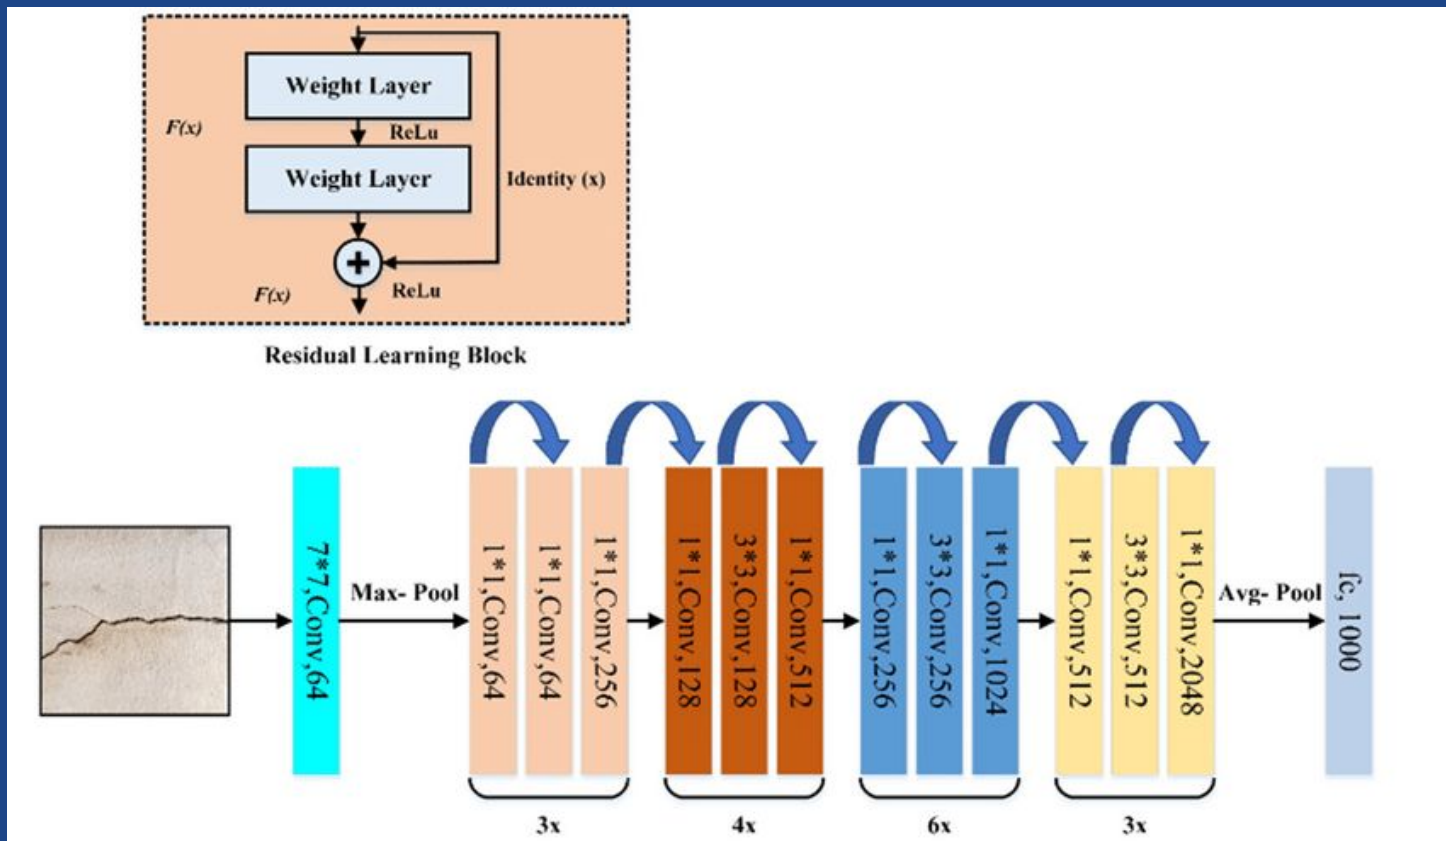 Weight Layer
F(x)
ReLu
Weight Layer
Identity (x)
+
F(x)
ReLu
Residual Learning Block
7*7,Conv,64
Max- Pool
1*1,Conv,64
1*1,Conv,64
1*1,Conv,256
1*1,Conv,128
3*3,Conv,128
1*1,Conv,512
1*1,Conv,256
3*3,Conv,256
1*1,Conv,1024
1*1,Conv,512
3*3,Conv,512
1*1,Conv,2048
Avg- Pool
fc, 1000
3x
4x
6x
3x